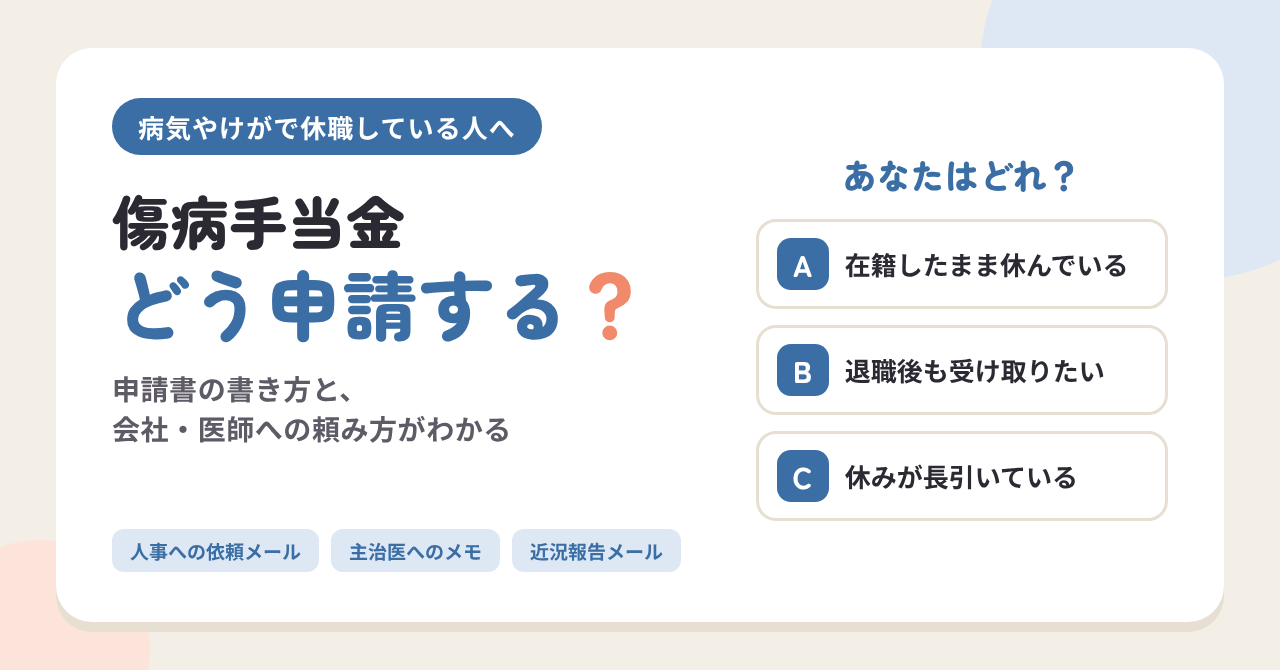 病気やけがで休職している人へ
傷病手当金
どう申請する？
申請書の書き方と、
会社・医師への頼み方がわかる
人事への依頼メール
主治医へのメモ
近況報告メール
あなたはどれ？
A 在籍したまま休んでいる
B 退職後も受け取りたい
C 休みが長引いている